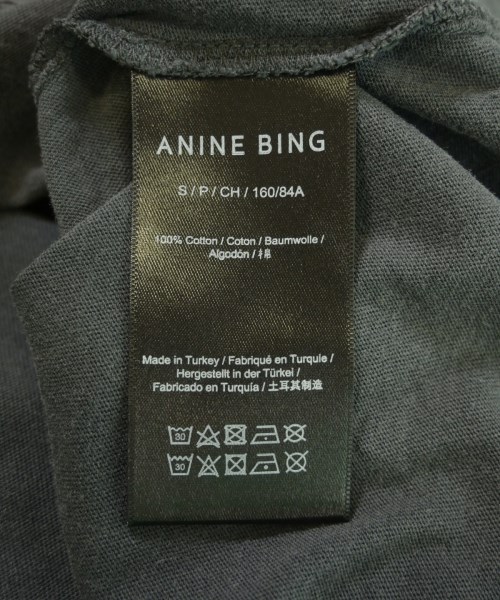 ANINE BING
S / P / CH / 160/84A
100% Cotton / Coton / Baumwolle /
Algodón / 棉
Made in Turkey / Fabriqué en Turquie /
Hergestellt in der Türkei /
Fabricado en Turquía / 土耳其制造
30
30